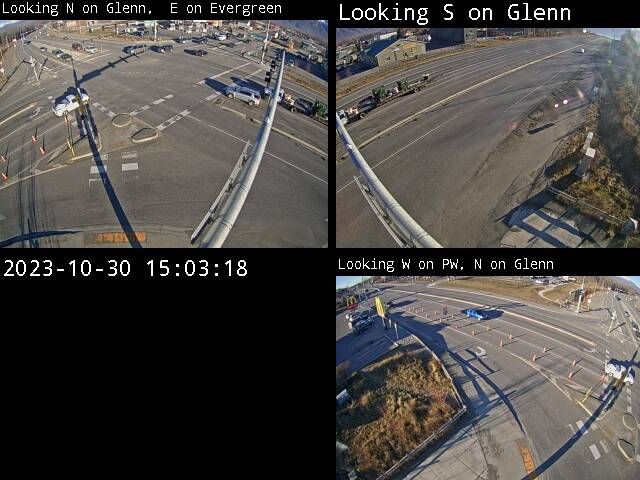 Looking N on Glenn,  E on Evergreen
Looking S on Glenn
2023-10-30 15:03:18
Looking W on PW, N on Glenn